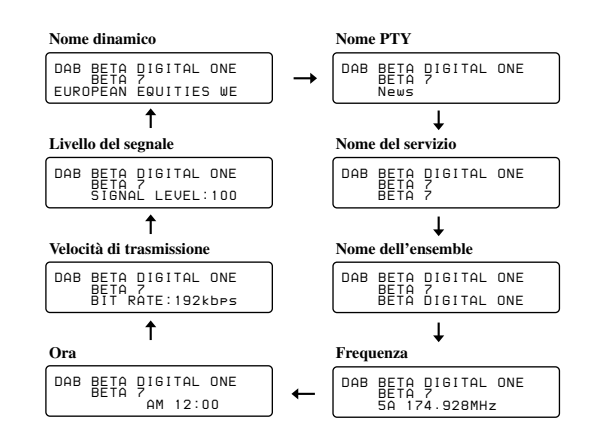 Nome dinamico
DAB BETA DIGITAL ONE
BETA 7
EUROPEAN EQUITIES WE
Nome PTY
DAB BETA DIGITAL ONE
BETA 7
News
Livello del segnale
DAB BETA DIGITAL ONE
BETA 7
SIGNAL LEVEL:100
Nome del servizio
DAB BETA DIGITAL ONE
BETA 7
BETA 7
Velocità di trasmissione
DAB BETA DIGITAL ONE
BETA 7
BIT RATE:192kbps
Nome dell'ensemble
DAB BETA DIGITAL ONE
BETA 7
BETA DIGITAL ONE
Ora
DAB BETA DIGITAL ONE
BETA 7
AM 12:00
Frequenza
DAB BETA DIGITAL ONE
BETA 7
5A 174.928MHz